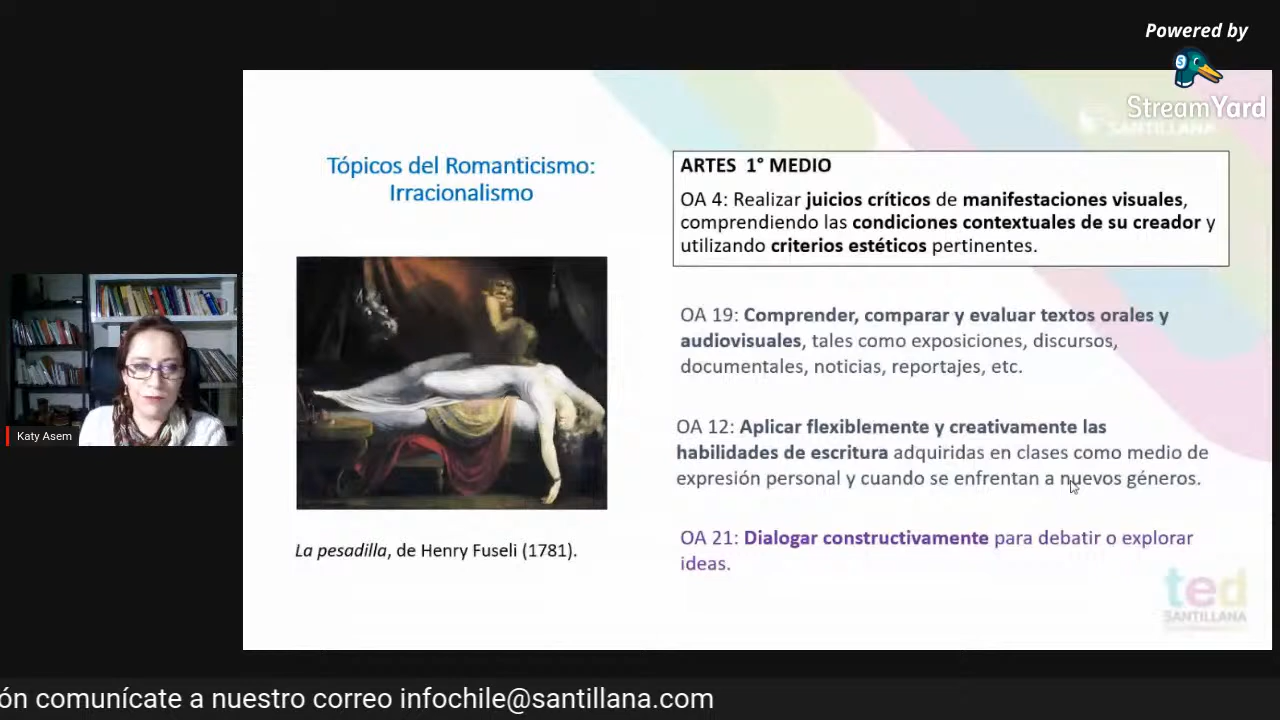 Powered by
StreamYard
SANTILLANA
Tópicos del Romanticismo:
Irracionalismo
ARTES 1° MEDIO
OA 4: Realizar juicios críticos de manifestaciones visuales,
comprendiendo las condiciones contextuales de su creador y
utilizando criterios estéticos pertinentes.
OA 19: Comprender, comparar y evaluar textos orales y
audiovisuales, tales como exposiciones, discursos,
documentales, noticias, reportajes, etc.
Katy Asem
OA 12: Aplicar flexiblemente y creativamente las
habilidades de escritura adquiridas en clases como medio de
expresión personal y cuando se enfrentan a nuevos géneros.
La pesadilla, de Henry Fuseli (1781).
OA 21: Dialogar constructivamente para debatir o explorar
ideas.
ted
SANTILLANA
ón comunícate a nuestro correo infochile@santillana.com